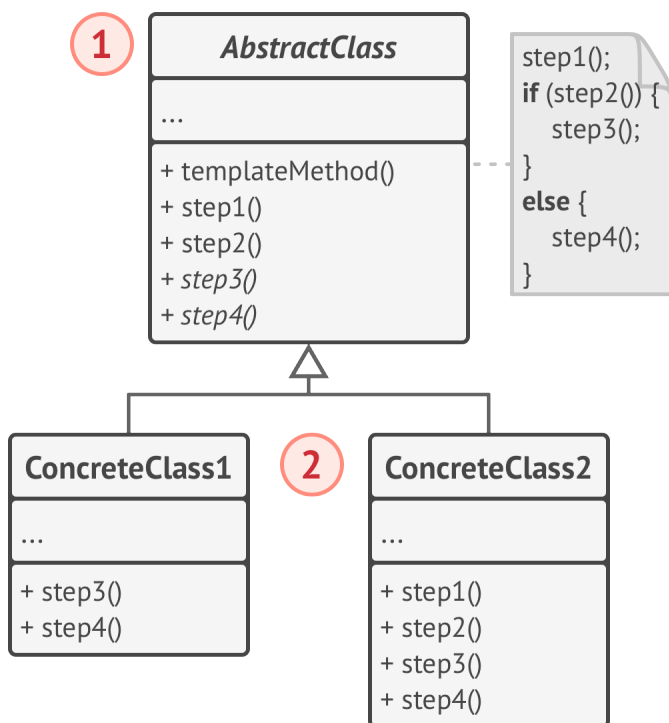 1
AbstractClass
...
+ templateMethod()
+ step1()
+ step2()
+ step3()
+ step4()
step1();
if (step2()) {
step3();
}
else {
step4();
}
2
ConcreteClass1
...
+ step3()
+ step4()
ConcreteClass2
...
+ step1()
+ step2()
+ step3()
+ step4()